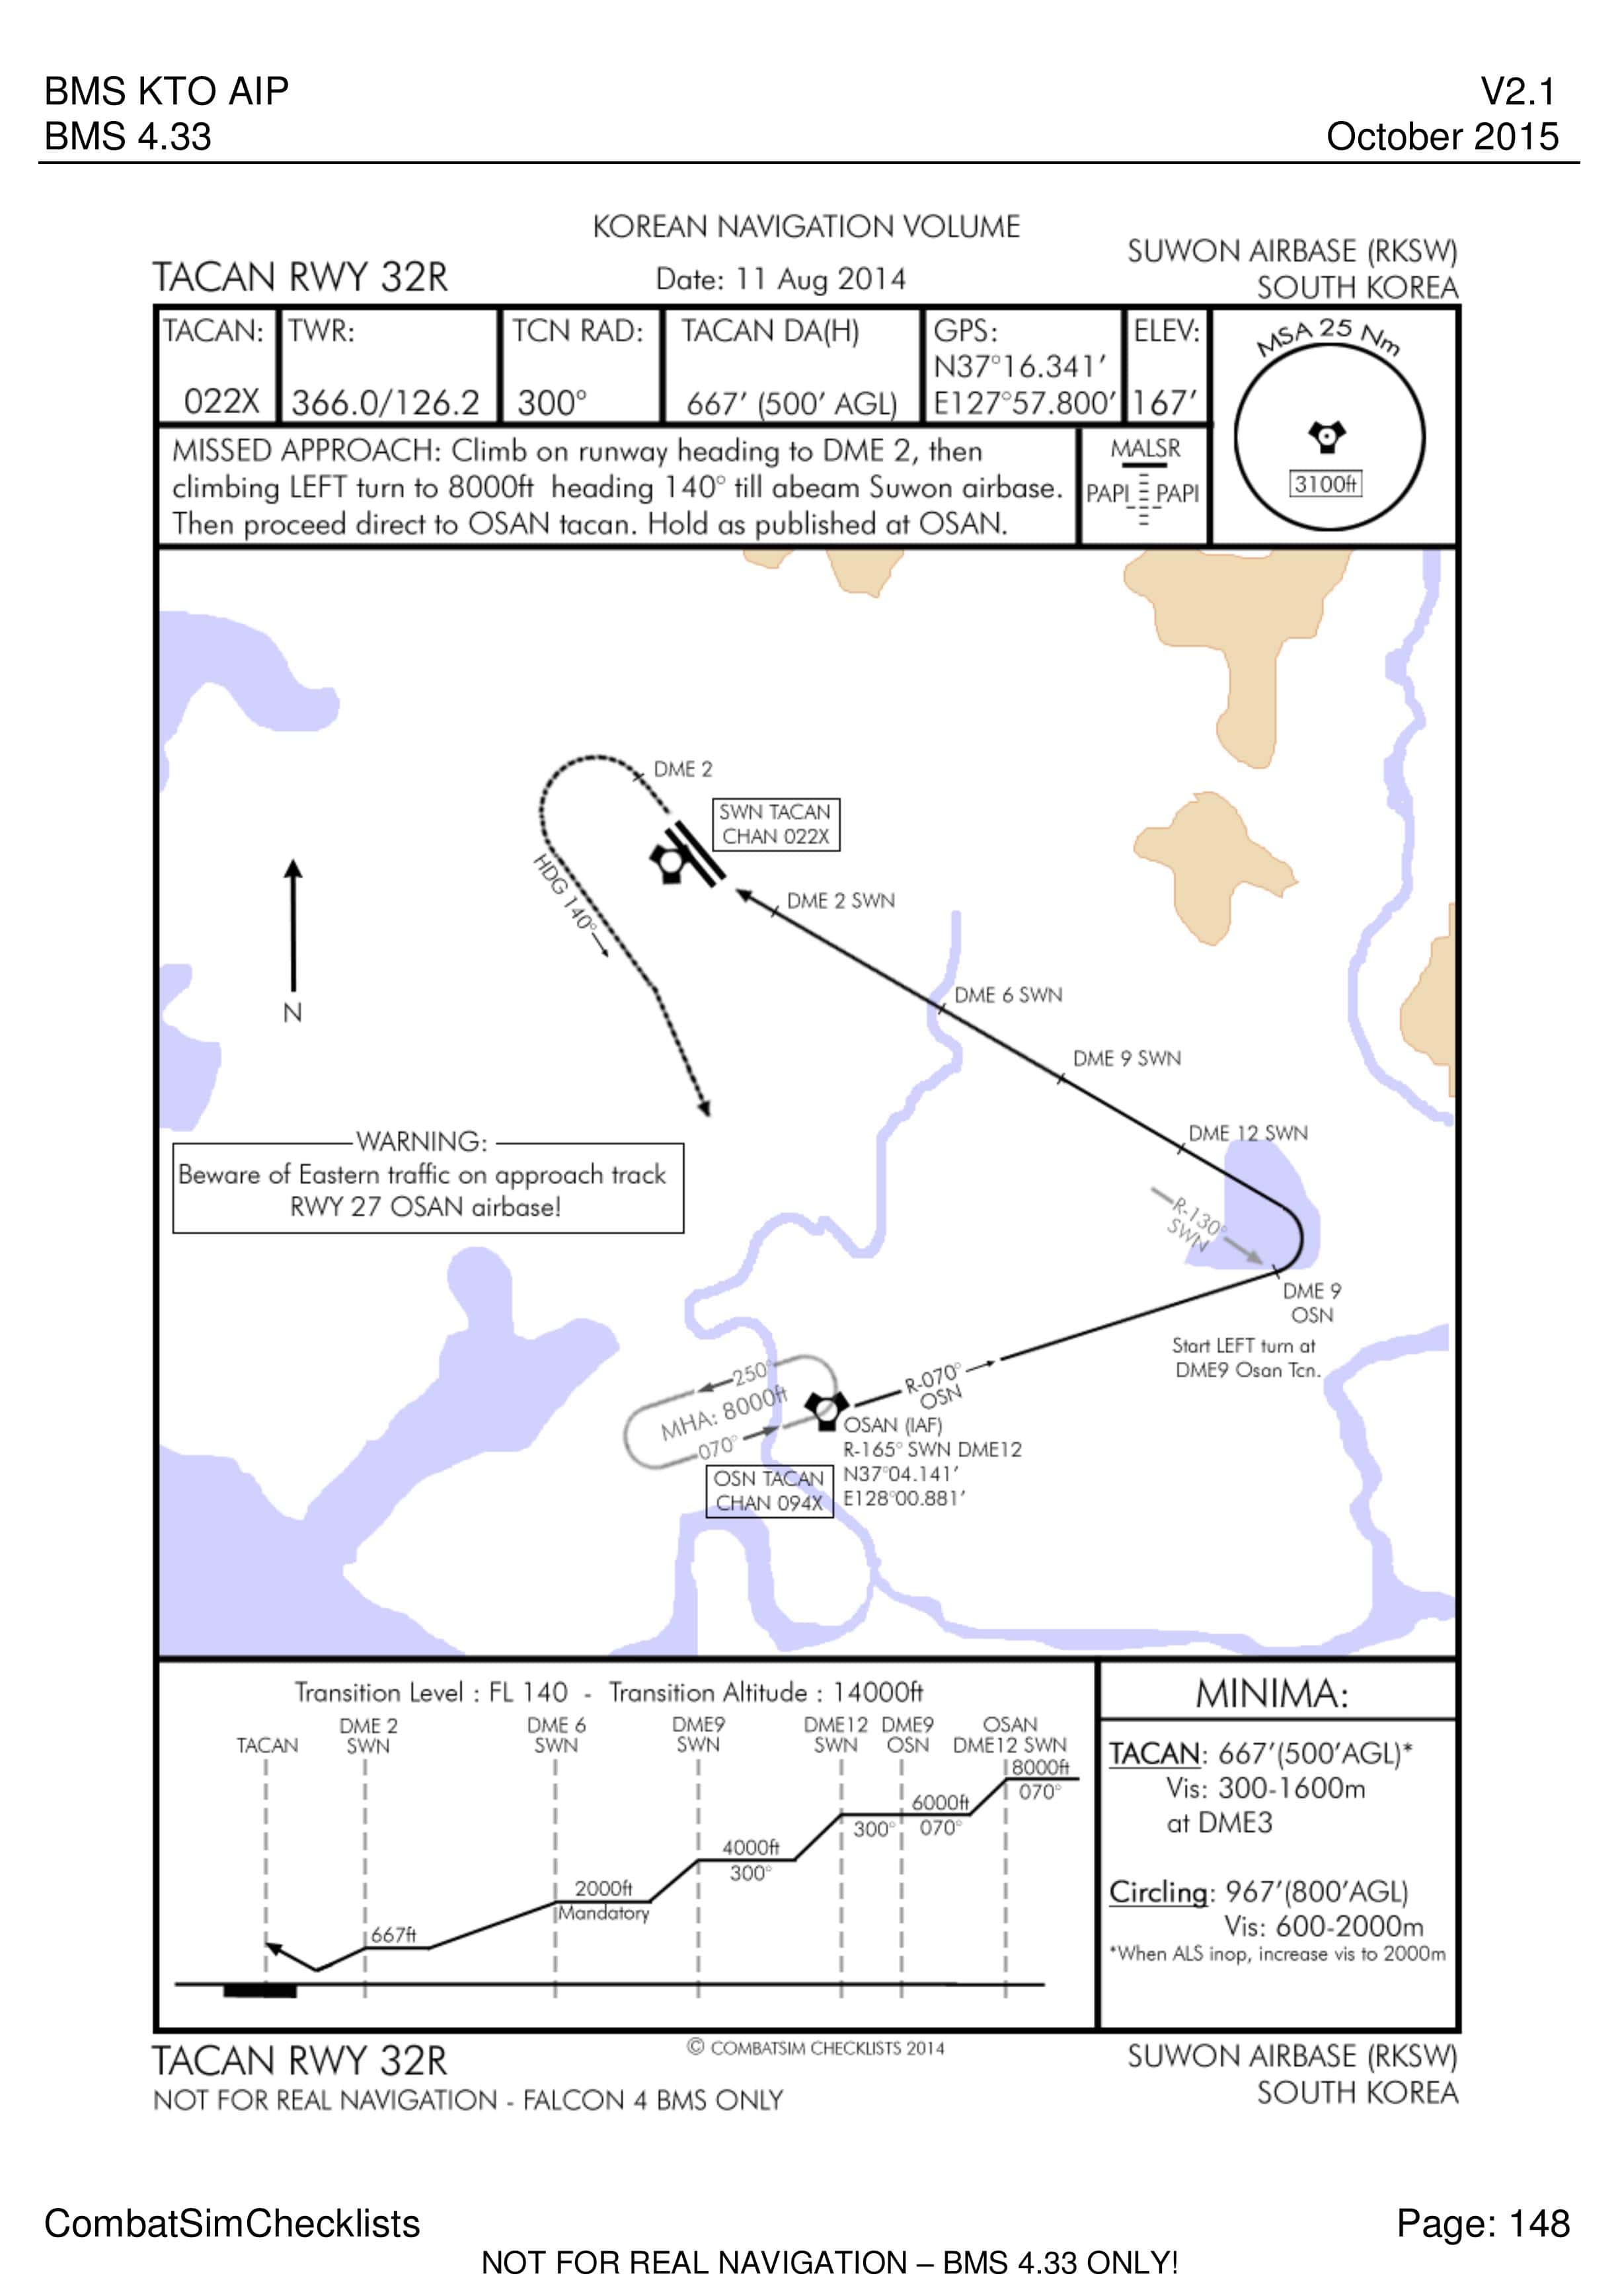 BMS KTO AIP
V2.1
BMS 4.33
October 2015
KOREAN NAVIGATION VOLUME
TACAN RWY 32R
Date: 11 Aug 2014
SUWON AIRBASE (RKSW)
SOUTH KOREA
TACAN:
022X
TWR:
366.0/126.2
TCN RAD:
300°
TACAN DA(H)
667' (500' AGL)
GPS:
N37°16.341'
E127°57.800'
ELEV:
167'
MSA 25 Nm
3100ft
MISSED APPROACH: Climb on runway heading to DME 2, then
climbing LEFT turn to 8000ft heading 140° till abeam Suwon airbase.
Then proceed direct to OSAN tacan. Hold as published at OSAN.
MALSR
PAPI PAPI
DME 2
SWN TACAN
CHAN 022X
HDG 140°
DME 2 SWN
N
DME 6 SWN
DME 9 SWN
DME 12 SWN
WARNING:
Beware of Eastern traffic on approach track
RWY 27 OSAN airbase!
R-130°
SWN
DME 9
OSN
Start LEFT turn at
DME9 Osan Tcn.
250°
MHA: 8000ft
070°
R-070°
OSN
OSAN (IAF)
R-165° SWN DME12
N37°04.141'
E128°00.881'
OSN TACAN
CHAN 094X
Transition Level : FL 140 - Transition Altitude : 14000ft
TACAN
DME 2
SWN
DME 6
SWN
DME9
SWN
DME12
SWN
DME9
OSN
OSAN
DME12 SWN
8000ft
070°
6000ft
300°
070°
4000ft
300°
2000ft
Mandatory
667ft
MINIMA:
TACAN: 667'(500'AGL)*
Vis: 300-1600m
at DME3
Circling: 967'(800'AGL)
Vis: 600-2000m
*When ALS inop, increase vis to 2000m
TACAN RWY 32R
© COMBATSIM CHECKLISTS 2014
SUWON AIRBASE (RKSW)
NOT FOR REAL NAVIGATION - FALCON 4 BMS ONLY
SOUTH KOREA
CombatSimChecklists
Page: 148
NOT FOR REAL NAVIGATION – BMS 4.33 ONLY!